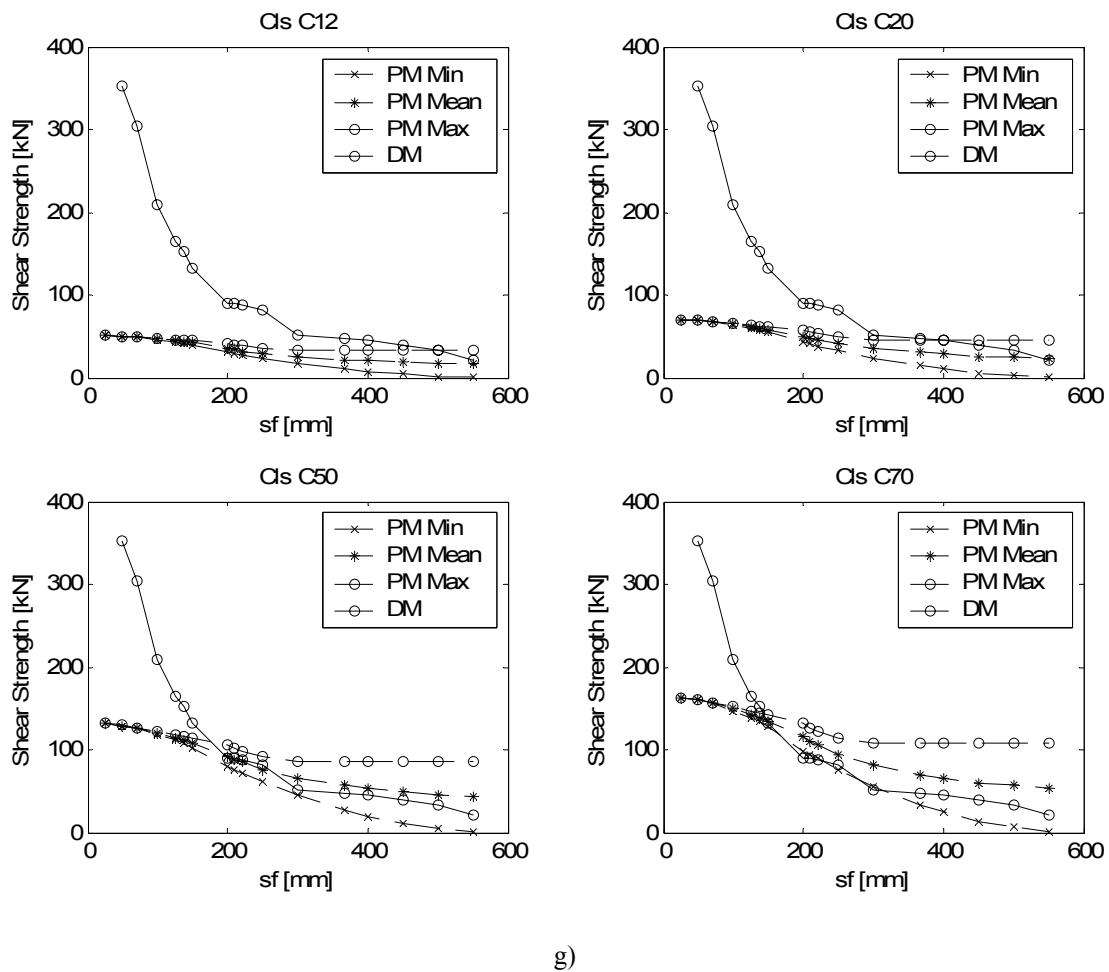 Cls C12
400
300
200
100
0
Shear Strength [kN]
0 200 400 600
sf [mm]
PM Min
PM Mean
PM Max
DM
Cls C20
400
300
200
100
0
Shear Strength [kN]
0 200 400 600
sf [mm]
PM Min
PM Mean
PM Max
DM
Cls C50
400
300
200
100
0
Shear Strength [kN]
0 200 400 600
sf [mm]
PM Min
PM Mean
PM Max
DM
Cls C70
400
300
200
100
0
Shear Strength [kN]
0 200 400 600
sf [mm]
PM Min
PM Mean
PM Max
DM
g)